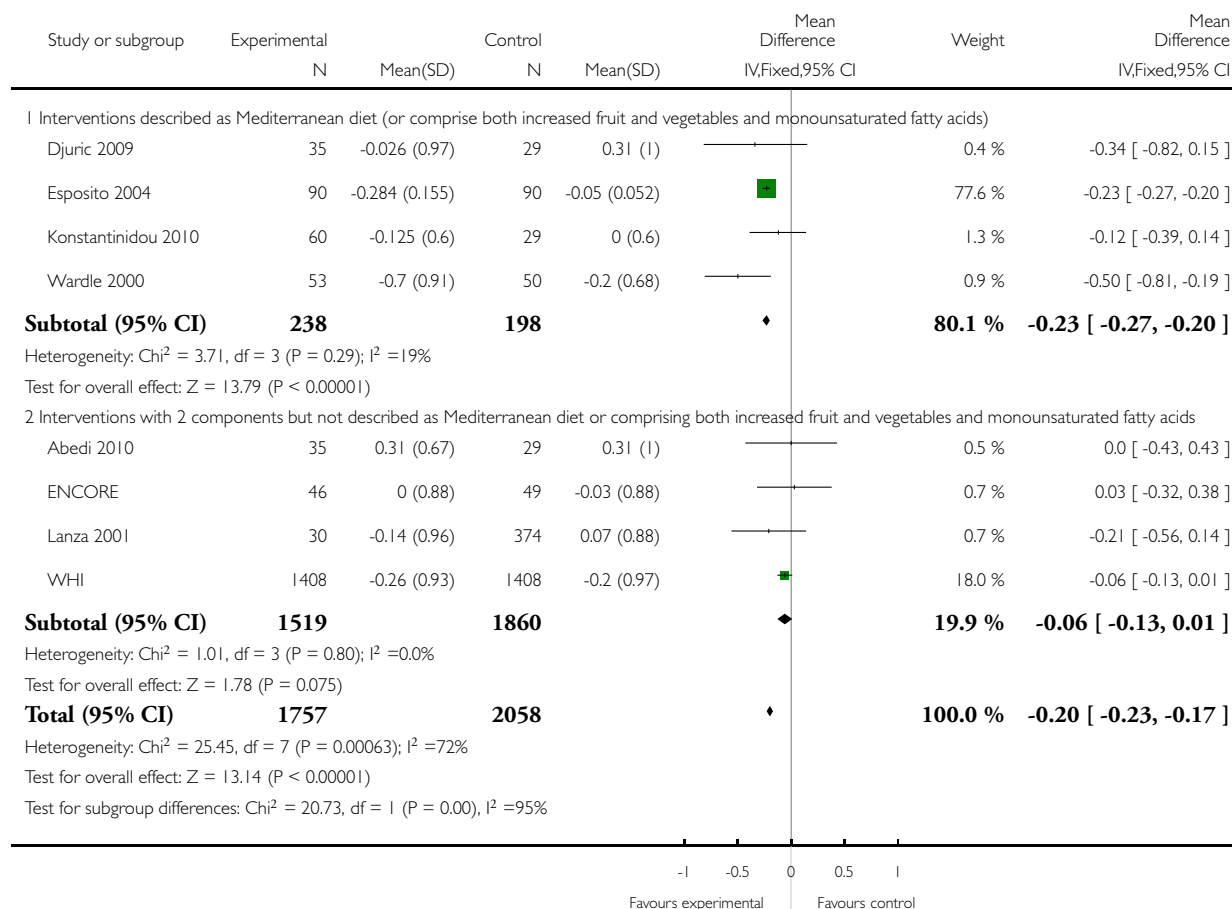 Study or subgroup Experimental Control Mean Difference Weight Mean Difference
N Mean(SD) N Mean(SD) IV,Fixed,95% CI IV,Fixed,95% CI
1 Interventions described as Mediterranean diet (or comprise both increased fruit and vegetables and monounsaturated fatty acids)
Djuric 2009 35 -0.026 (0.97) 29 0.31 (1) 0.4 % -0.34 [ -0.82, 0.15 ]
Esposito 2004 90 -0.284 (0.155) 90 -0.05 (0.052) 77.6 % -0.23 [ -0.27, -0.20 ]
Konstantinidou 2010 60 -0.125 (0.6) 29 0 (0.6) 1.3 % -0.12 [ -0.39, 0.14 ]
Wardle 2000 53 -0.7 (0.91) 50 -0.2 (0.68) 0.9 % -0.50 [ -0.81, -0.19 ]
Subtotal (95% CI) 238 198 80.1 % -0.23 [ -0.27, -0.20 ]
Heterogeneity: Chi² = 3.71, df = 3 (P = 0.29); I² =19%
Test for overall effect: Z = 13.79 (P < 0.00001)
2 Interventions with 2 components but not described as Mediterranean diet or comprising both increased fruit and vegetables and monounsaturated fatty acids
Abedi 2010 35 0.31 (0.67) 29 0.31 (1) 0.5 % 0.0 [ -0.43, 0.43 ]
ENCORE 46 0 (0.88) 49 -0.03 (0.88) 0.7 % 0.03 [ -0.32, 0.38 ]
Lanza 2001 30 -0.14 (0.96) 374 0.07 (0.88) 0.7 % -0.21 [ -0.56, 0.14 ]
WHI 1408 -0.26 (0.93) 1408 -0.2 (0.97) 18.0 % -0.06 [ -0.13, 0.01 ]
Subtotal (95% CI) 1519 1860 19.9 % -0.06 [ -0.13, 0.01 ]
Heterogeneity: Chi² = 1.01, df = 3 (P = 0.80); I² =0.0%
Test for overall effect: Z = 1.78 (P = 0.075)
Total (95% CI) 1757 2058 100.0 % -0.20 [ -0.23, -0.17 ]
Heterogeneity: Chi² = 25.45, df = 7 (P = 0.00063); I² =72%
Test for overall effect: Z = 13.14 (P < 0.00001)
Test for subgroup differences: Chi² = 20.73, df = 1 (P = 0.00), I² =95%
-1 -0.5 0 0.5 1
Favours experimental Favours control